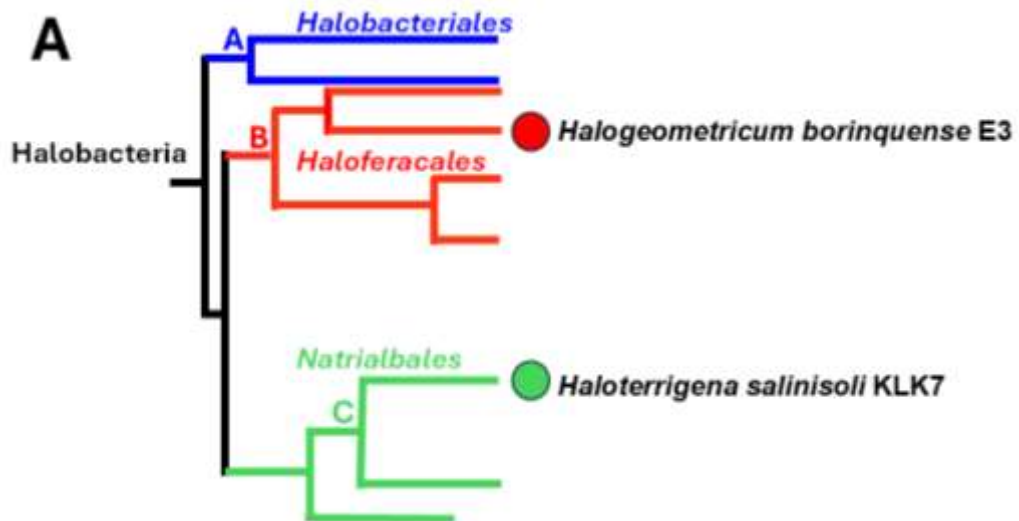 A
Halobacteriales
A
Halogeometricum borinquense E3
B
Halobacteria
Haloferacales
Natrialbales
Haloterrigena salinisoli KLK7
C